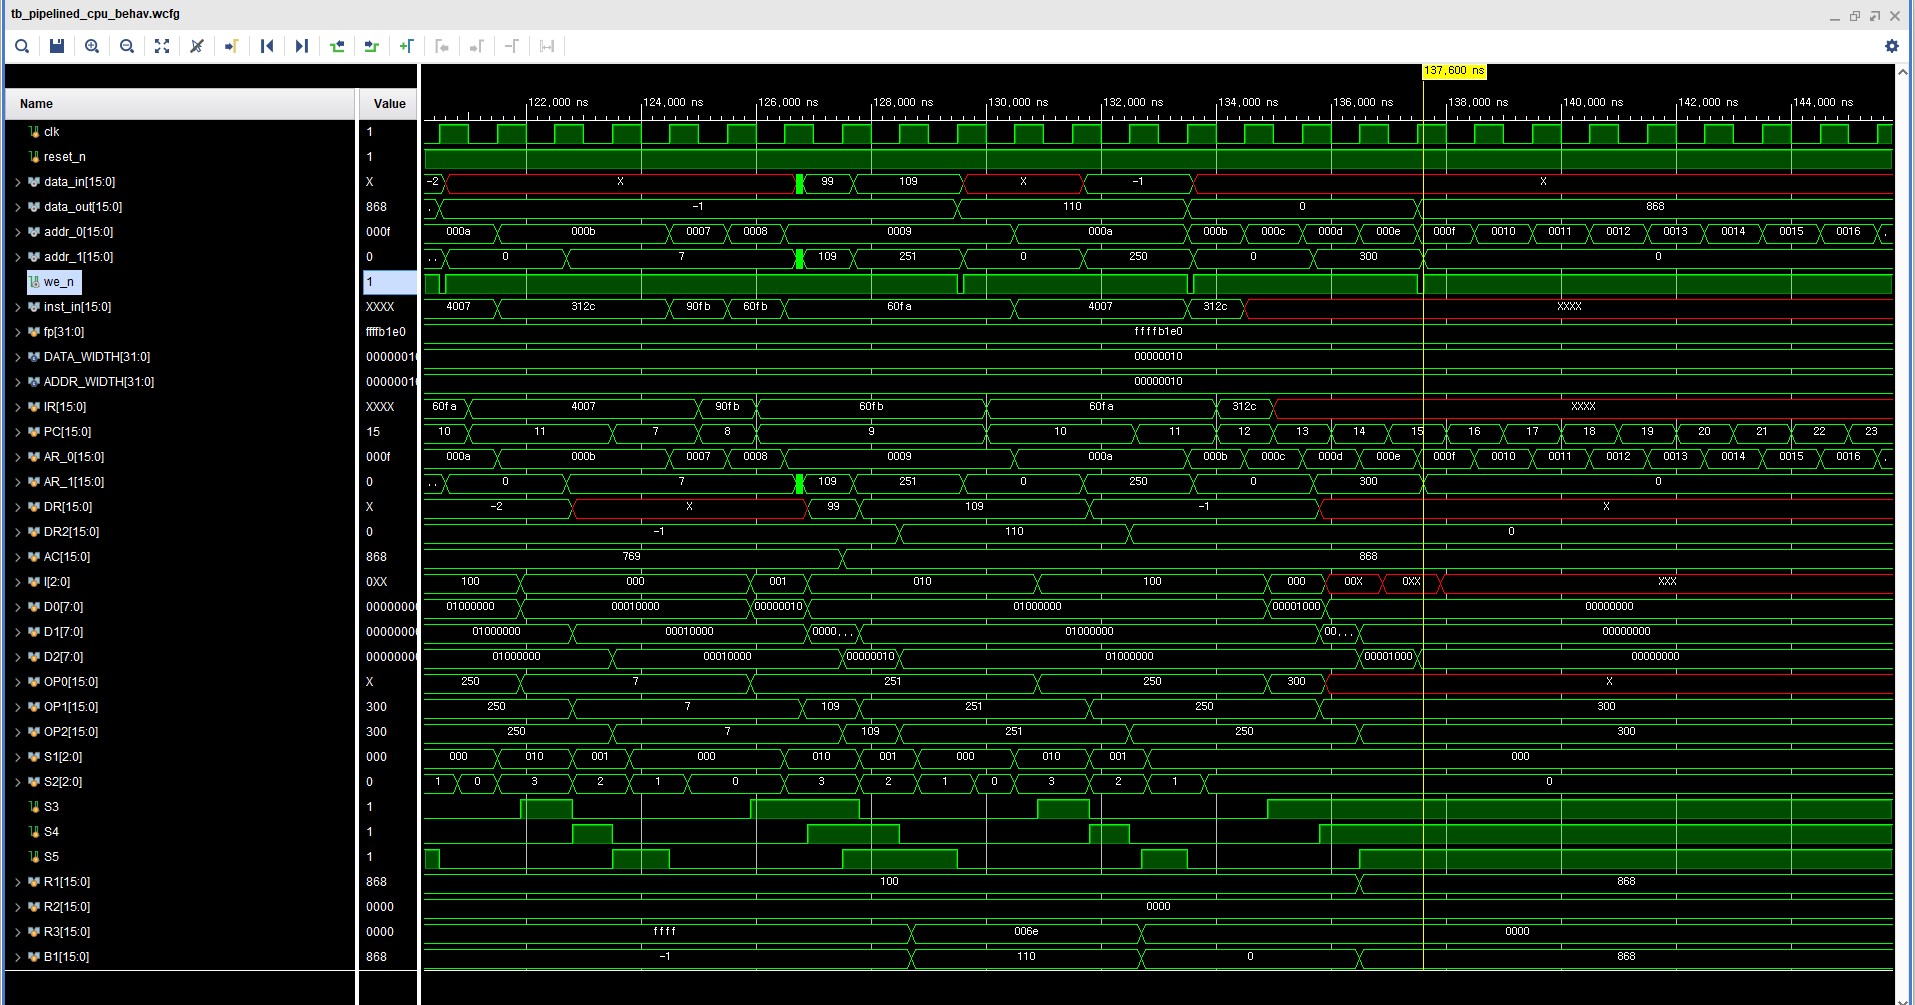 tb_pipelined_cpu_behav.wcfg
137,600 ns
Name Value 122,000 ns 124,000 ns 126,000 ns 128,000 ns 130,000 ns 132,000 ns 134,000 ns 136,000 ns 138,000 ns 140,000 ns 142,000 ns 144,000 ns
clk 1
reset_n 1
data_in[15:0] X -2 X 99 109 X -1 X
data_out[15:0] 868 . -1 110 0 868
addr_0[15:0] 000f 000a 000b 0007 0008 0009 000a 000b 000c 000d 000e 000f 0010 0011 0012 0013 0014 0015 0016 .
addr_1[15:0] 0 .. 0 7 109 251 0 250 0 300 0
we_n 1
inst_in[15:0] XXXX 4007 312c 90fb 60fb 60fa 4007 312c XXXX
fp[31:0] ffffb1e0 ffffb1e0
DATA_WIDTH[31:0] 00000010 00000010
ADDR_WIDTH[31:0] 00000010 00000010
IR[15:0] XXXX 60fa 4007 90fb 60fb 60fa 312c XXXX
PC[15:0] 15 10 11 7 8 9 10 11 12 13 14 15 16 17 18 19 20 21 22 23
AR_0[15:0] 000f 000a 000b 0007 0008 0009 000a 000b 000c 000d 000e 000f 0010 0011 0012 0013 0014 0015 0016 .
AR_1[15:0] 0 .. 0 7 109 251 0 250 0 300 0
DR[15:0] X -2 X 99 109 -1 X
DR2[15:0] 0 -1 110 0
AC[15:0] 868 769 868
I[2:0] 0XX 100 000 001 010 100 000 00X 0XX XXX
D0[7:0] 00000000 01000000 00010000 00000010 01000000 00001000 00000000
D1[7:0] 00000000 01000000 00010000 0000... 01000000 00... 00000000
D2[7:0] 00000000 01000000 00010000 00000010 01000000 00001000 00000000
OP0[15:0] X 250 7 251 250 300 X
OP1[15:0] 300 250 7 109 251 250 300
OP2[15:0] 300 250 7 109 251 250 300
S1[2:0] 000 000 010 001 000 010 001 000 010 001 000
S2[2:0] 0 1 0 3 2 1 0 3 2 1 0 3 2 1 0
S3 1
S4 1
S5 1
R1[15:0] 868 100 868
R2[15:0] 0000 0000
R3[15:0] 0000 ffff 006e 0000
B1[15:0] 868 -1 110 0 868